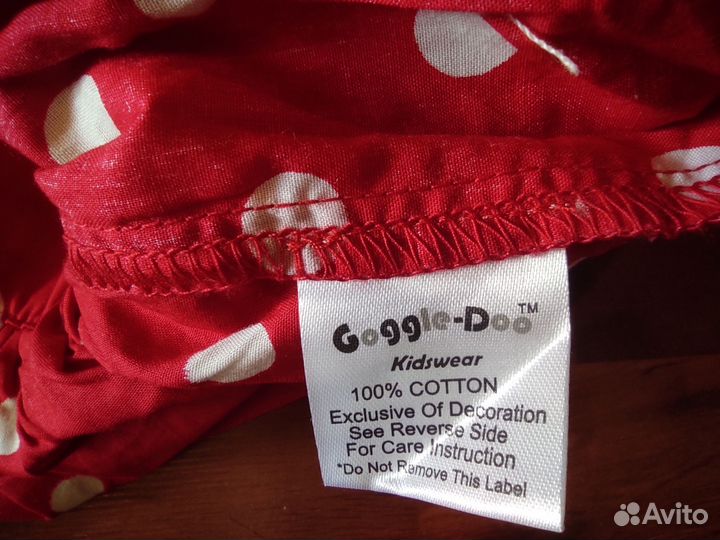 Goggle-Doo™
Kidswear
100% COTTON
Exclusive Of Decoration
See Reverse Side
For Care Instruction
*Do Not Remove This Label
Avito